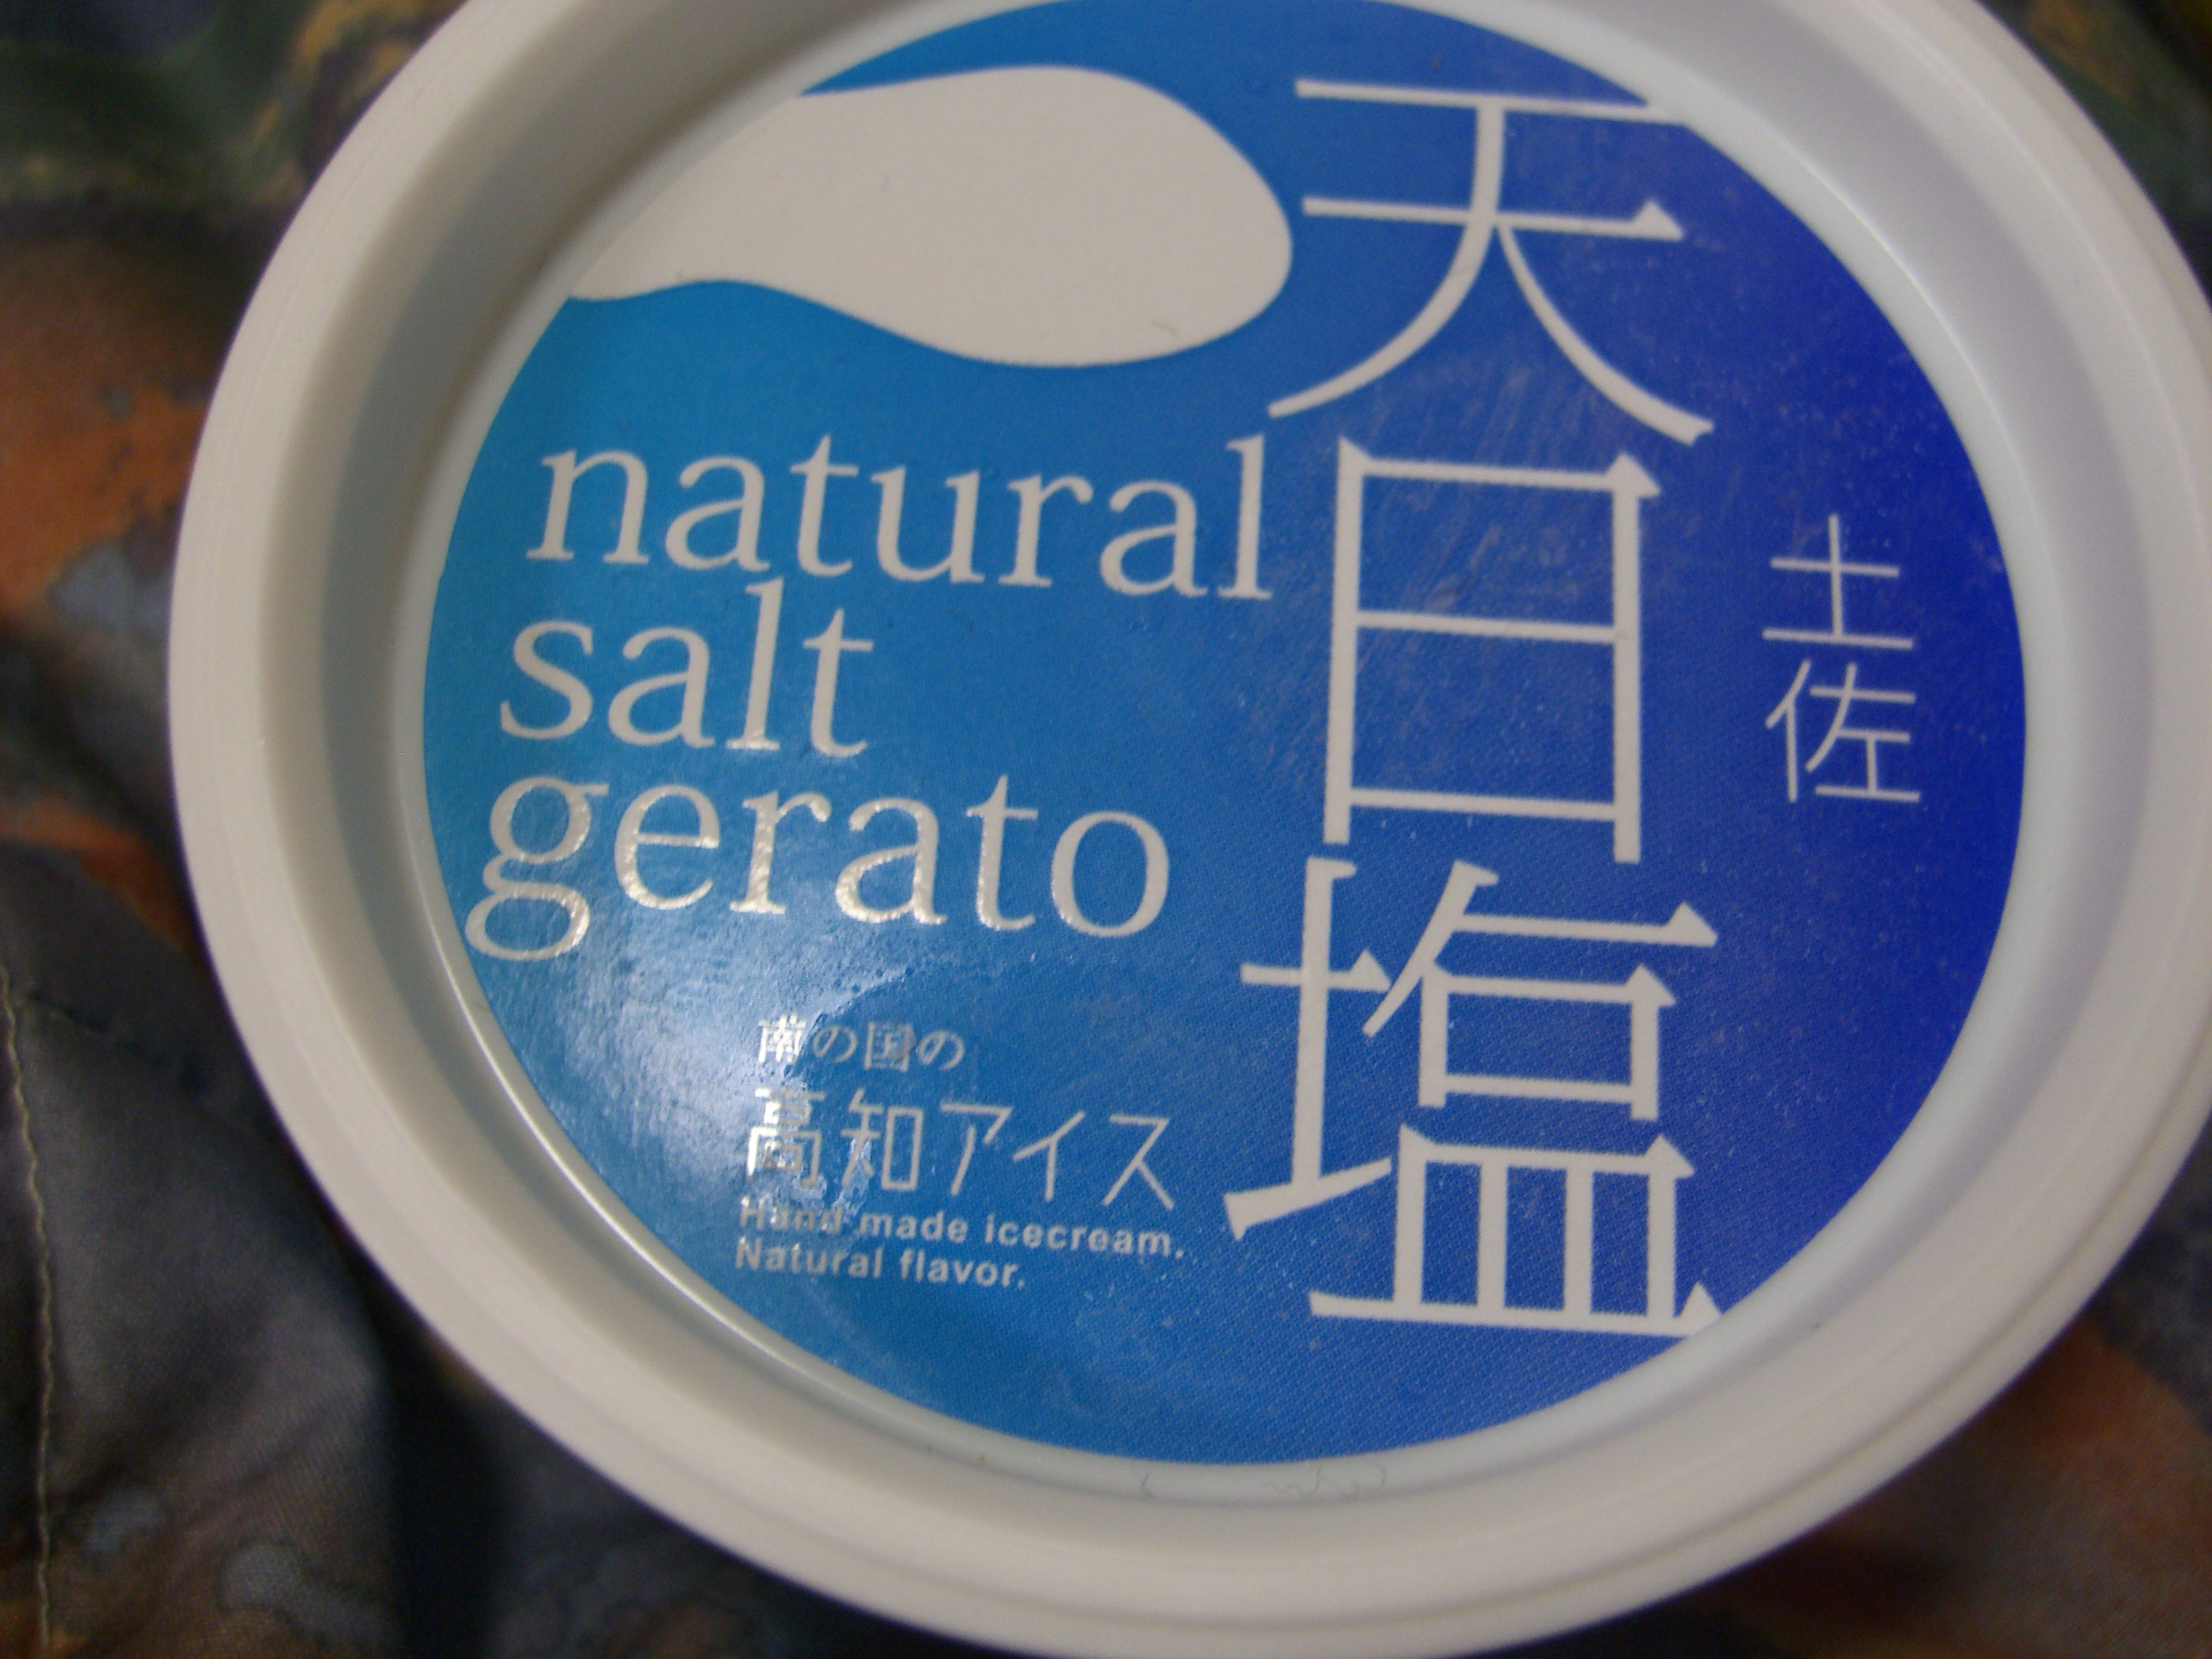 土佐
天日塩
natural
salt
gerato
南の国の
高知アイス
Hand made icecream.
Natural flavor.